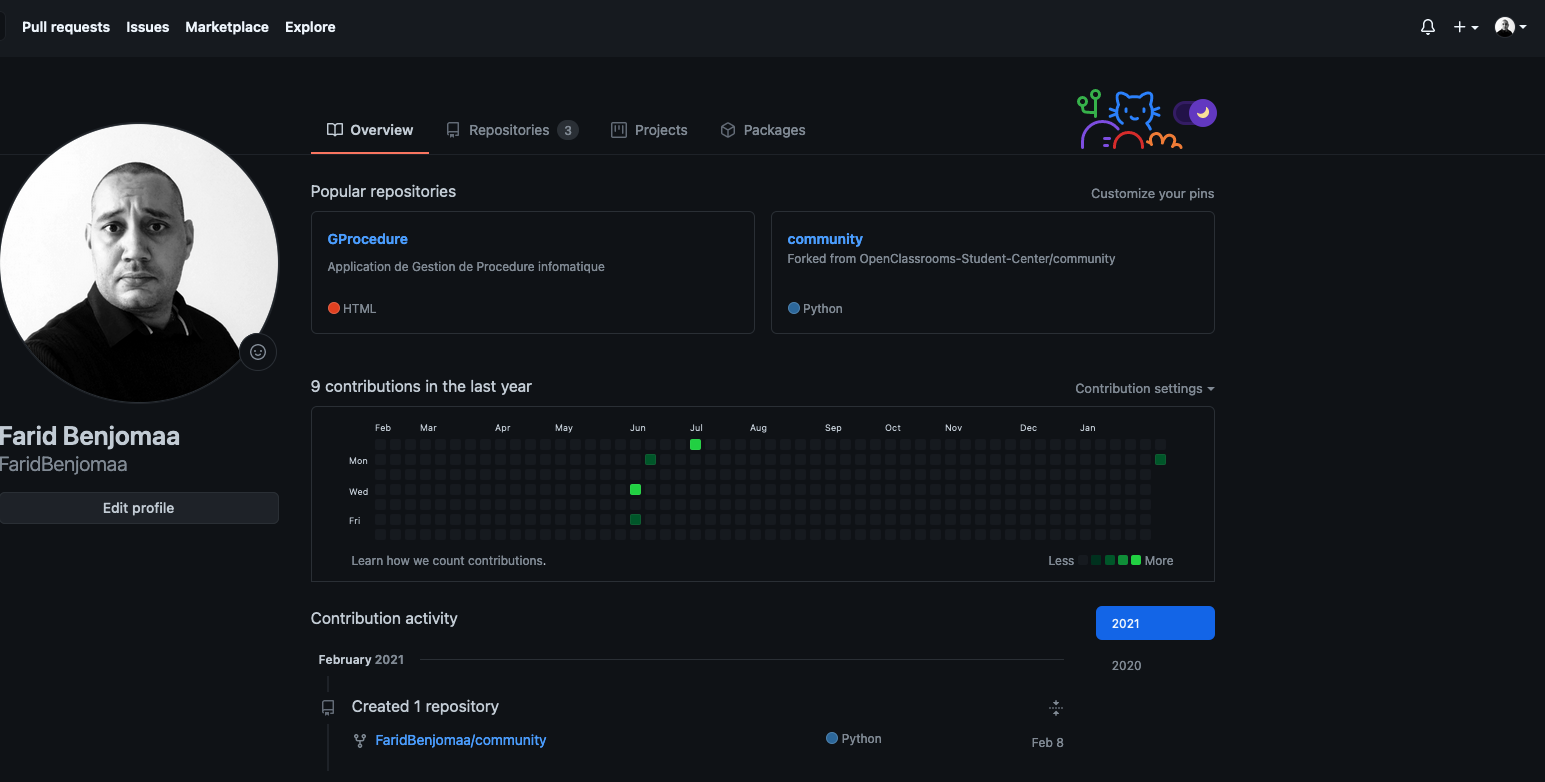 Pull requests Issues Marketplace Explore
Overview Repositories 3 Projects Packages
Popular repositories
Customize your pins
GProcedure
Application de Gestion de Procedure infomatique
HTML
community
Forked from OpenClassrooms-Student-Center/community
Python
Farid Benjomaa
FaridBenjomaa
Edit profile
9 contributions in the last year
Contribution settings
Feb Mar Apr May Jun Jul Aug Sep Oct Nov Dec Jan
Mon
Wed
Fri
Learn how we count contributions.
Less More
Contribution activity
2021
2020
February 2021
Created 1 repository
FaridBenjomaa/community
Python
Feb 8